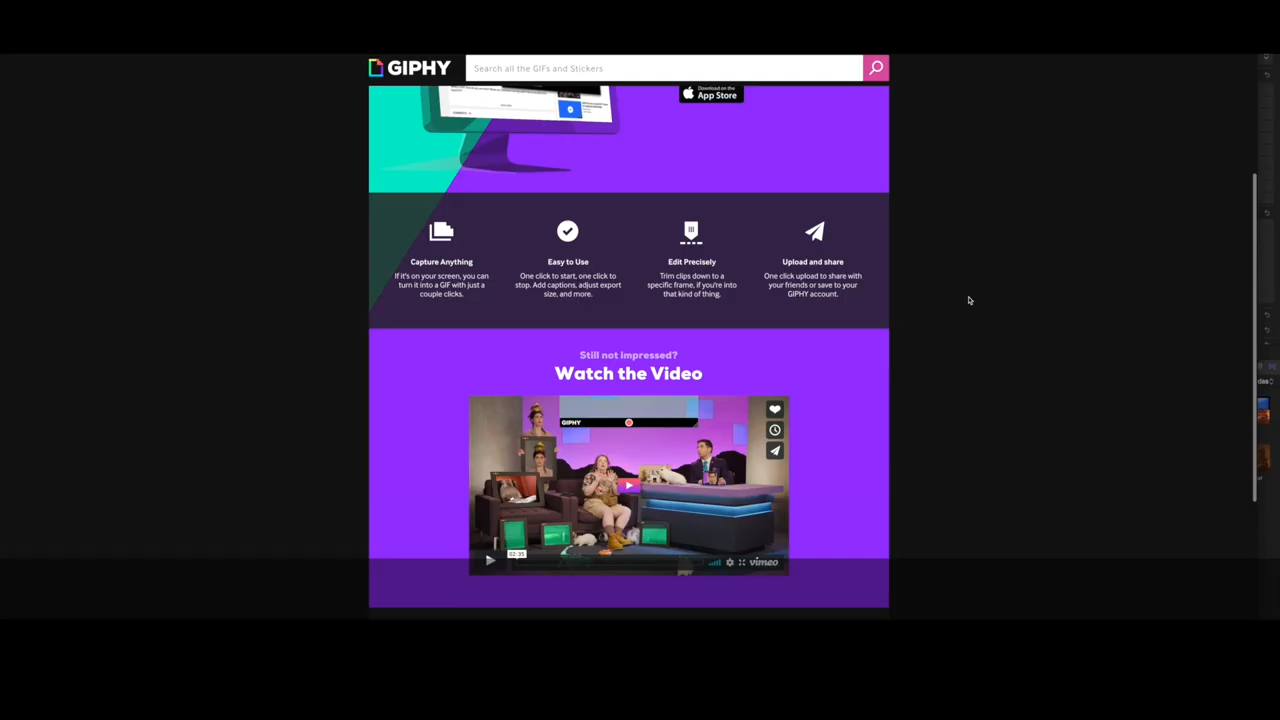 GIPHY
Search all the GIFs and Stickers
Download on the
App Store
Capture Anything
If it's on your screen, you can
turn it into a GIF with just a
couple clicks.
Easy to Use
One click to start, one click to
stop. Add captions, adjust export
size, and more.
Edit Precisely
Trim clips down to a
specific frame, if you're into
that kind of thing.
Upload and share
One click upload to share with
your friends or save to your
GIPHY account.
Still not impressed?
Watch the Video
GIPHY
02:35
vimeo